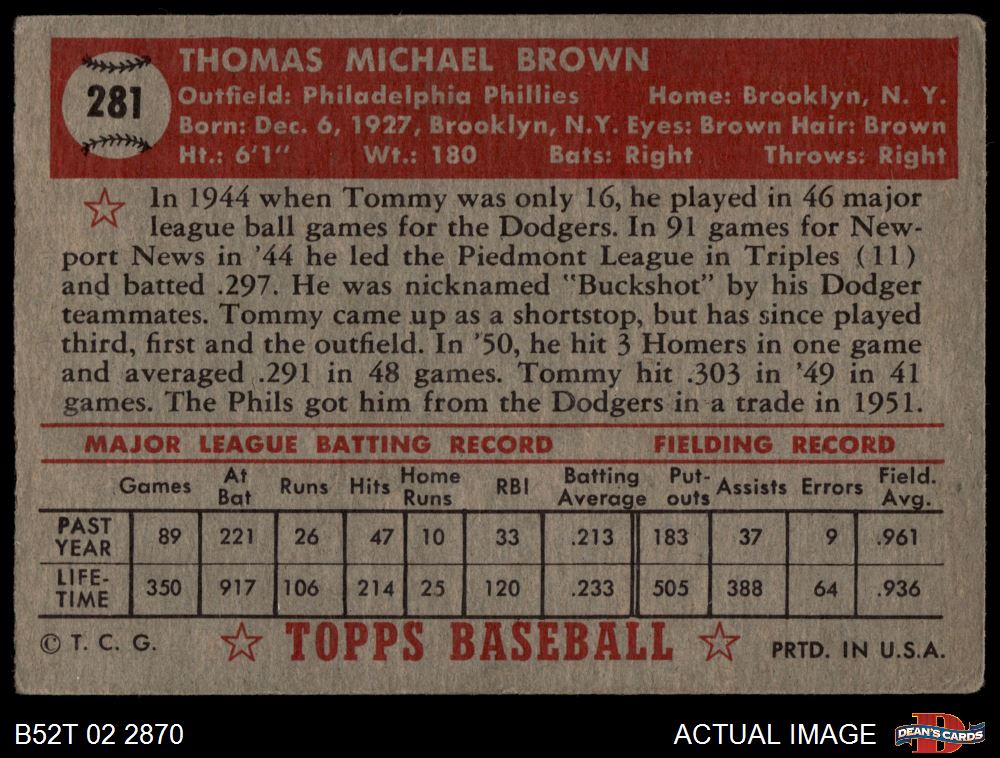 281
THOMAS MICHAEL BROWN
Outfield: Philadelphia Phillies Home: Brooklyn, N. Y.
Born: Dec. 6, 1927, Brooklyn, N.Y. Eyes: Brown Hair: Brown
Ht.: 6'1" Wt.: 180 Bats: Right Throws: Right
In 1944 when Tommy was only 16, he played in 46 major
league ball games for the Dodgers. In 91 games for New-
port News in '44 he led the Piedmont League in Triples (11)
and batted .297. He was nicknamed "Buckshot" by his Dodger
teammates. Tommy came up as a shortstop, but has since played
third, first and the outfield. In '50, he hit 3 Homers in one game
and averaged .291 in 48 games. Tommy hit .303 in '49 in 41
games. The Phils got him from the Dodgers in a trade in 1951.
MAJOR LEAGUE BATTING RECORD FIELDING RECORD
Games At Bat Runs Hits Home Runs RBI Batting Average Put-outs Assists Errors Field. Avg.
PAST YEAR 89 221 26 47 10 33 .213 183 37 9 .961
LIFE-TIME 350 917 106 214 25 120 .233 505 388 64 .936
© T. C. G. TOPPS BASEBALL PRTD. IN U.S.A.
B52T 02 2870 ACTUAL IMAGE DEAN'S CARDS